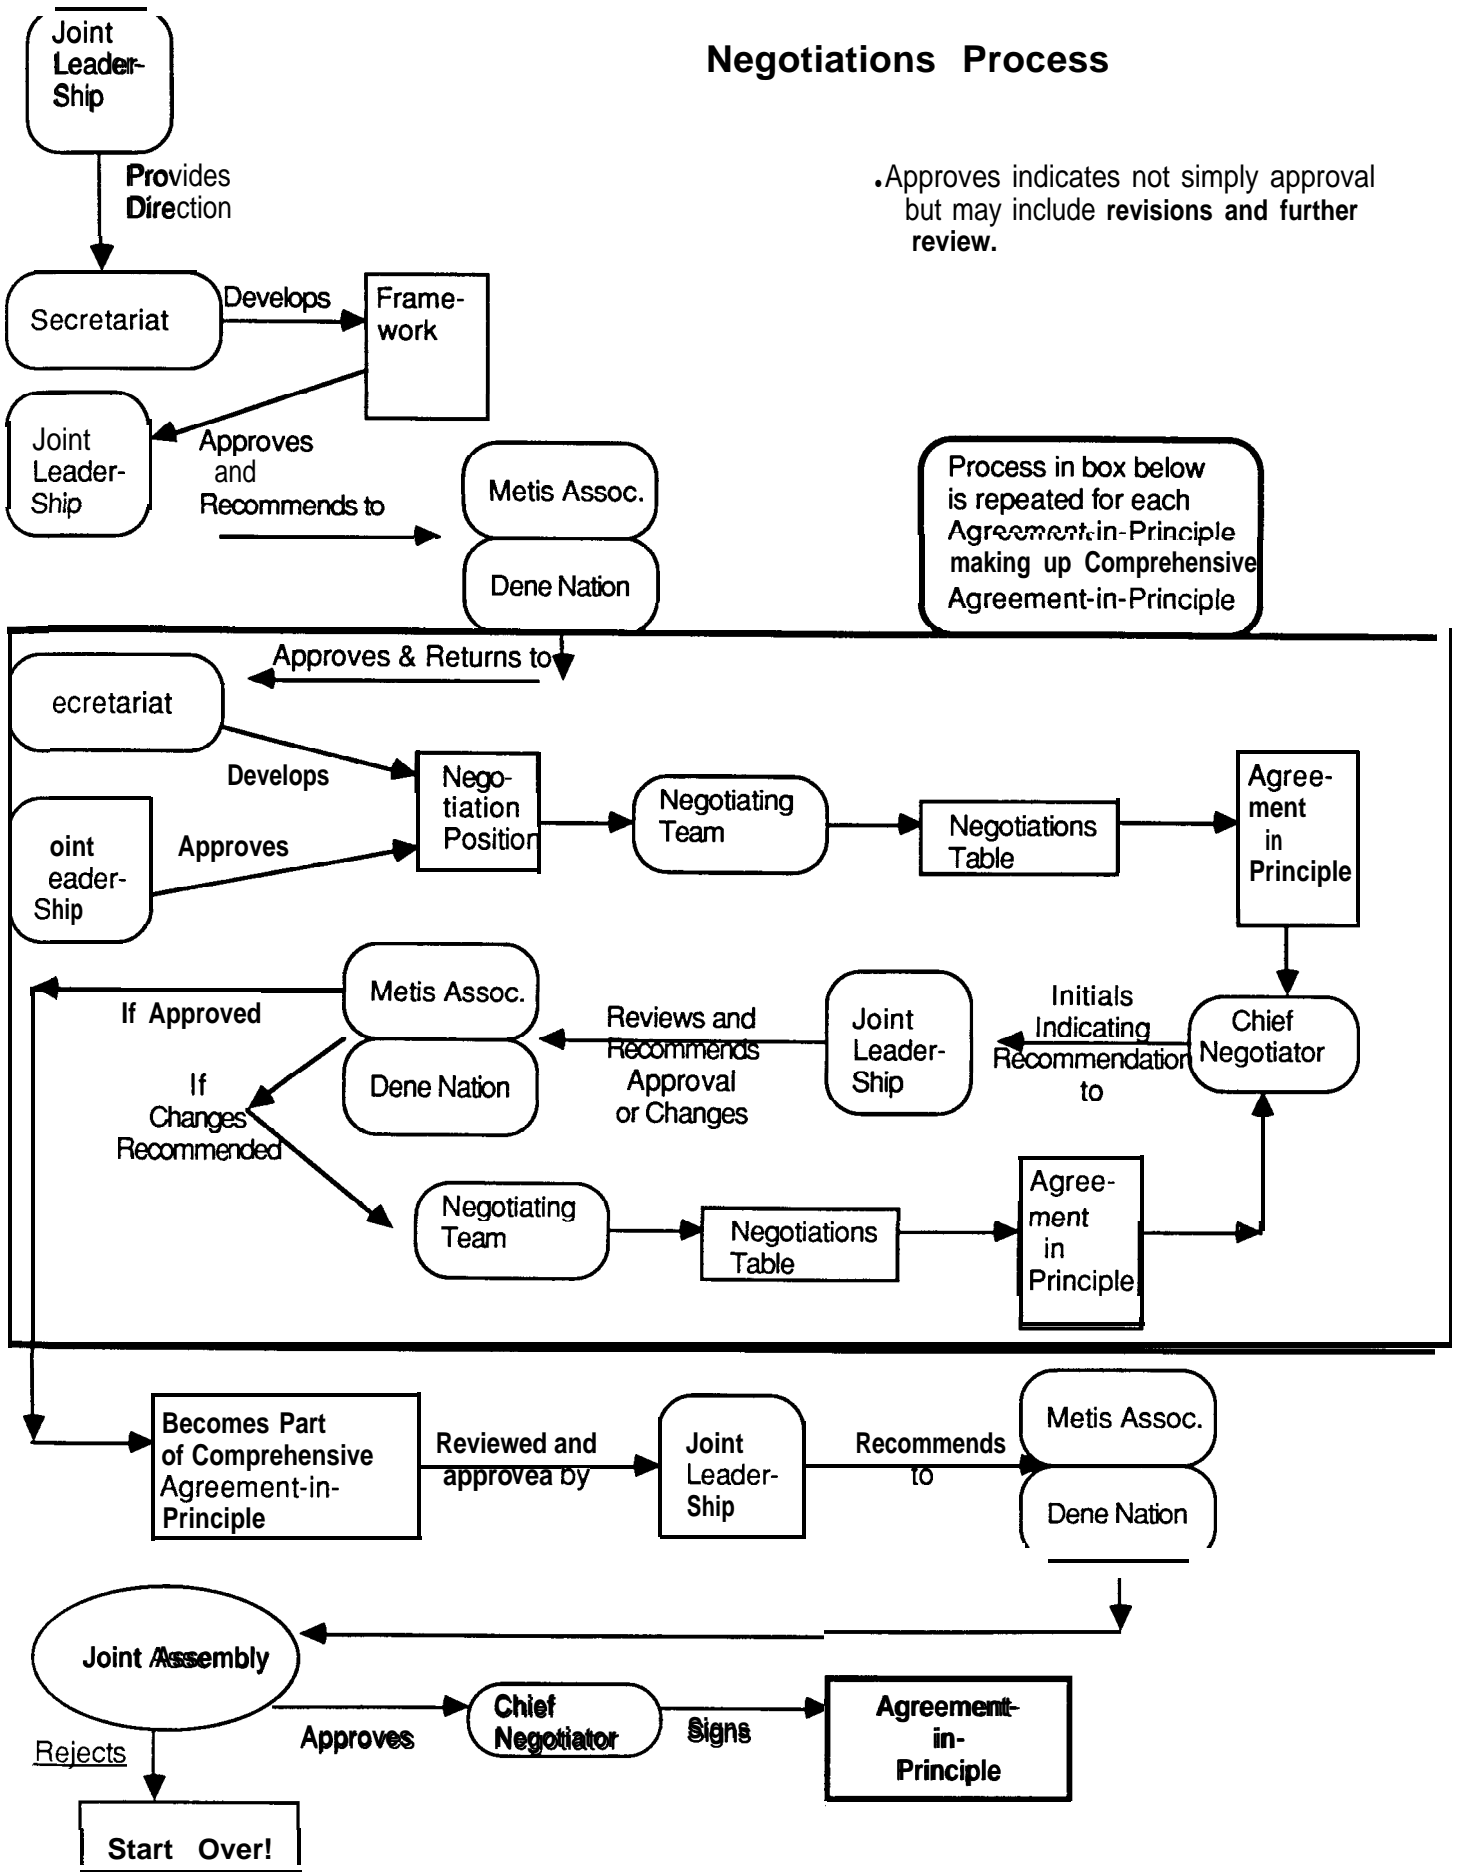 Joint
Leader-
Ship
Negotiations Process
Provides
Direction
.Approves indicates not simply approval
but may include revisions and further
review.
Secretariat
Develops
Frame-
work
Joint
Leader-
Ship
Approves
and
Recommends to
Metis Assoc.
Dene Nation
Process in box below
is repeated for each
Agreement-in-Principle
making up Comprehensive
Agreement-in-Principle
Approves & Returns to
ecretariat
Develops
Nego-
tiation
Position
Negotiating
Team
Negotiations
Table
Agree-
ment
in
Principle
oint
eader-
Ship
Approves
Metis Assoc.
Dene Nation
If Approved
If
Changes
Recommended
Reviews and
Recommends
Approval
or Changes
Joint
Leader-
Ship
Initials
Indicating
Recommendation
to
Chief
Negotiator
Negotiating
Team
Negotiations
Table
Agree-
ment
in
Principle
Becomes Part
of Comprehensive
Agreement-in-
Principle
Reviewed and
approvea by
Joint
Leader-
Ship
Recommends
to
Metis Assoc.
Dene Nation
Joint Assembly
Rejects
Approves
Chief
Negotiator
Signs
Agreement-
in-
Principle
Start Over!